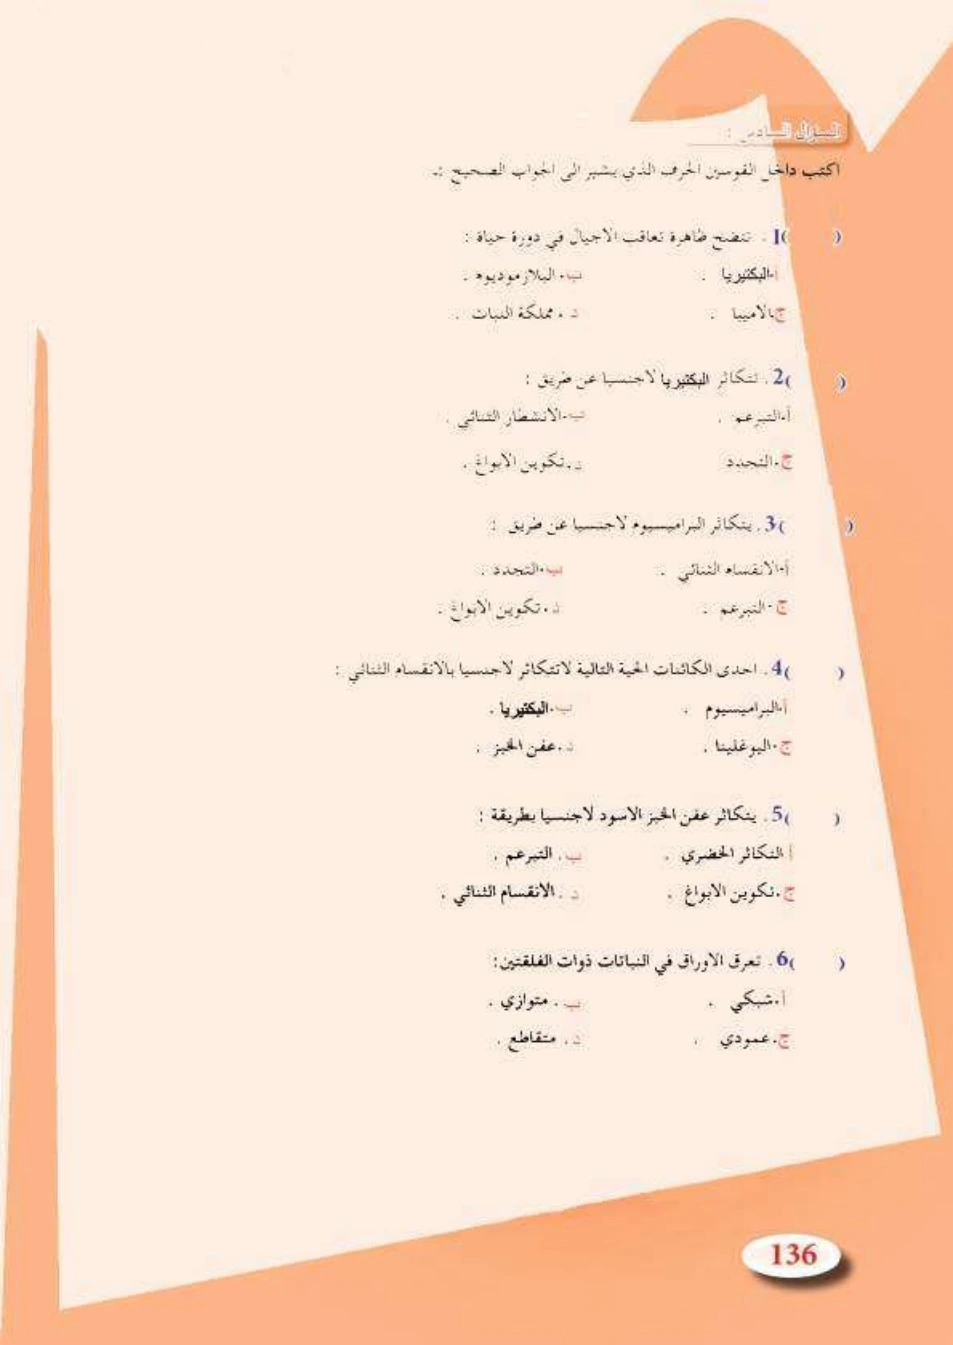 السؤال السادس :
اكتب داخل القوسين الحرف الذي يشير الى الجواب الصحيح :ـ
( )1 . تتضح ظاهرة تعاقب الاجيال في دورة حياة :
أ.البكتيريا . ب. البلازموديوم .
ج.الاميبا . د . مملكة النبات .
( )2 . تتكاثر البكتيريا لاجنسيا عن طريق :
أ.التبرعم . ب.الانشطار الثنائي .
ج.التجدد د.تكوين الابواغ .
( )3 . يتكاثر البراميسيوم لاجنسيا عن طريق :
أ.الانقسام الثنائي . ب.التجدد .
ج.التبرعم . د.تكوين الابواغ .
( )4 . احدى الكائنات الحية التالية لاتتكاثر لاجنسيا بالانقسام الثنائي :
أ.البراميسيوم . ب.البكتيريا .
ج.اليوغلينا . د.عفن الخبز .
( )5 . يتكاثر عفن الخبز الاسود لاجنسيا بطريقة :
أ التكاثر الخضري . ب. التبرعم .
ج.تكوين الابواغ . د . الانقسام الثنائي .
( )6 . تعرق الاوراق في النباتات ذوات الفلقتين:
أ.شبكي . ب. متوازي .
ج.عمودي . د . متقاطع .
136